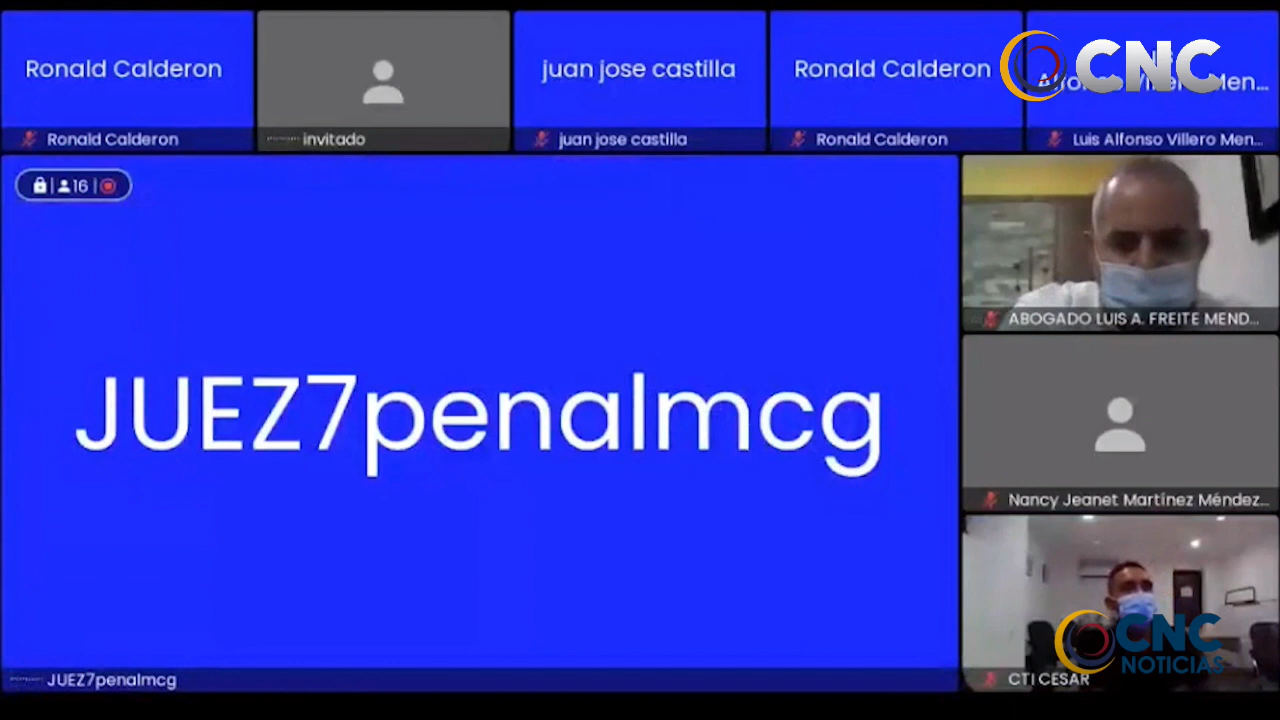 Ronald Calderon
juan jose castilla
Ronald Calderon
CNC
Ronald Calderon
invitado
juan jose castilla
Ronald Calderon
Luis Alfonso Villero Men...
16
JUEZ7penalmcg
ABOGADO LUIS A. FREITE MEND...
Nancy Jeanet Martínez Méndez...
CNC
NOTICIAS
JUEZ7penalmcg
CTI CESAR